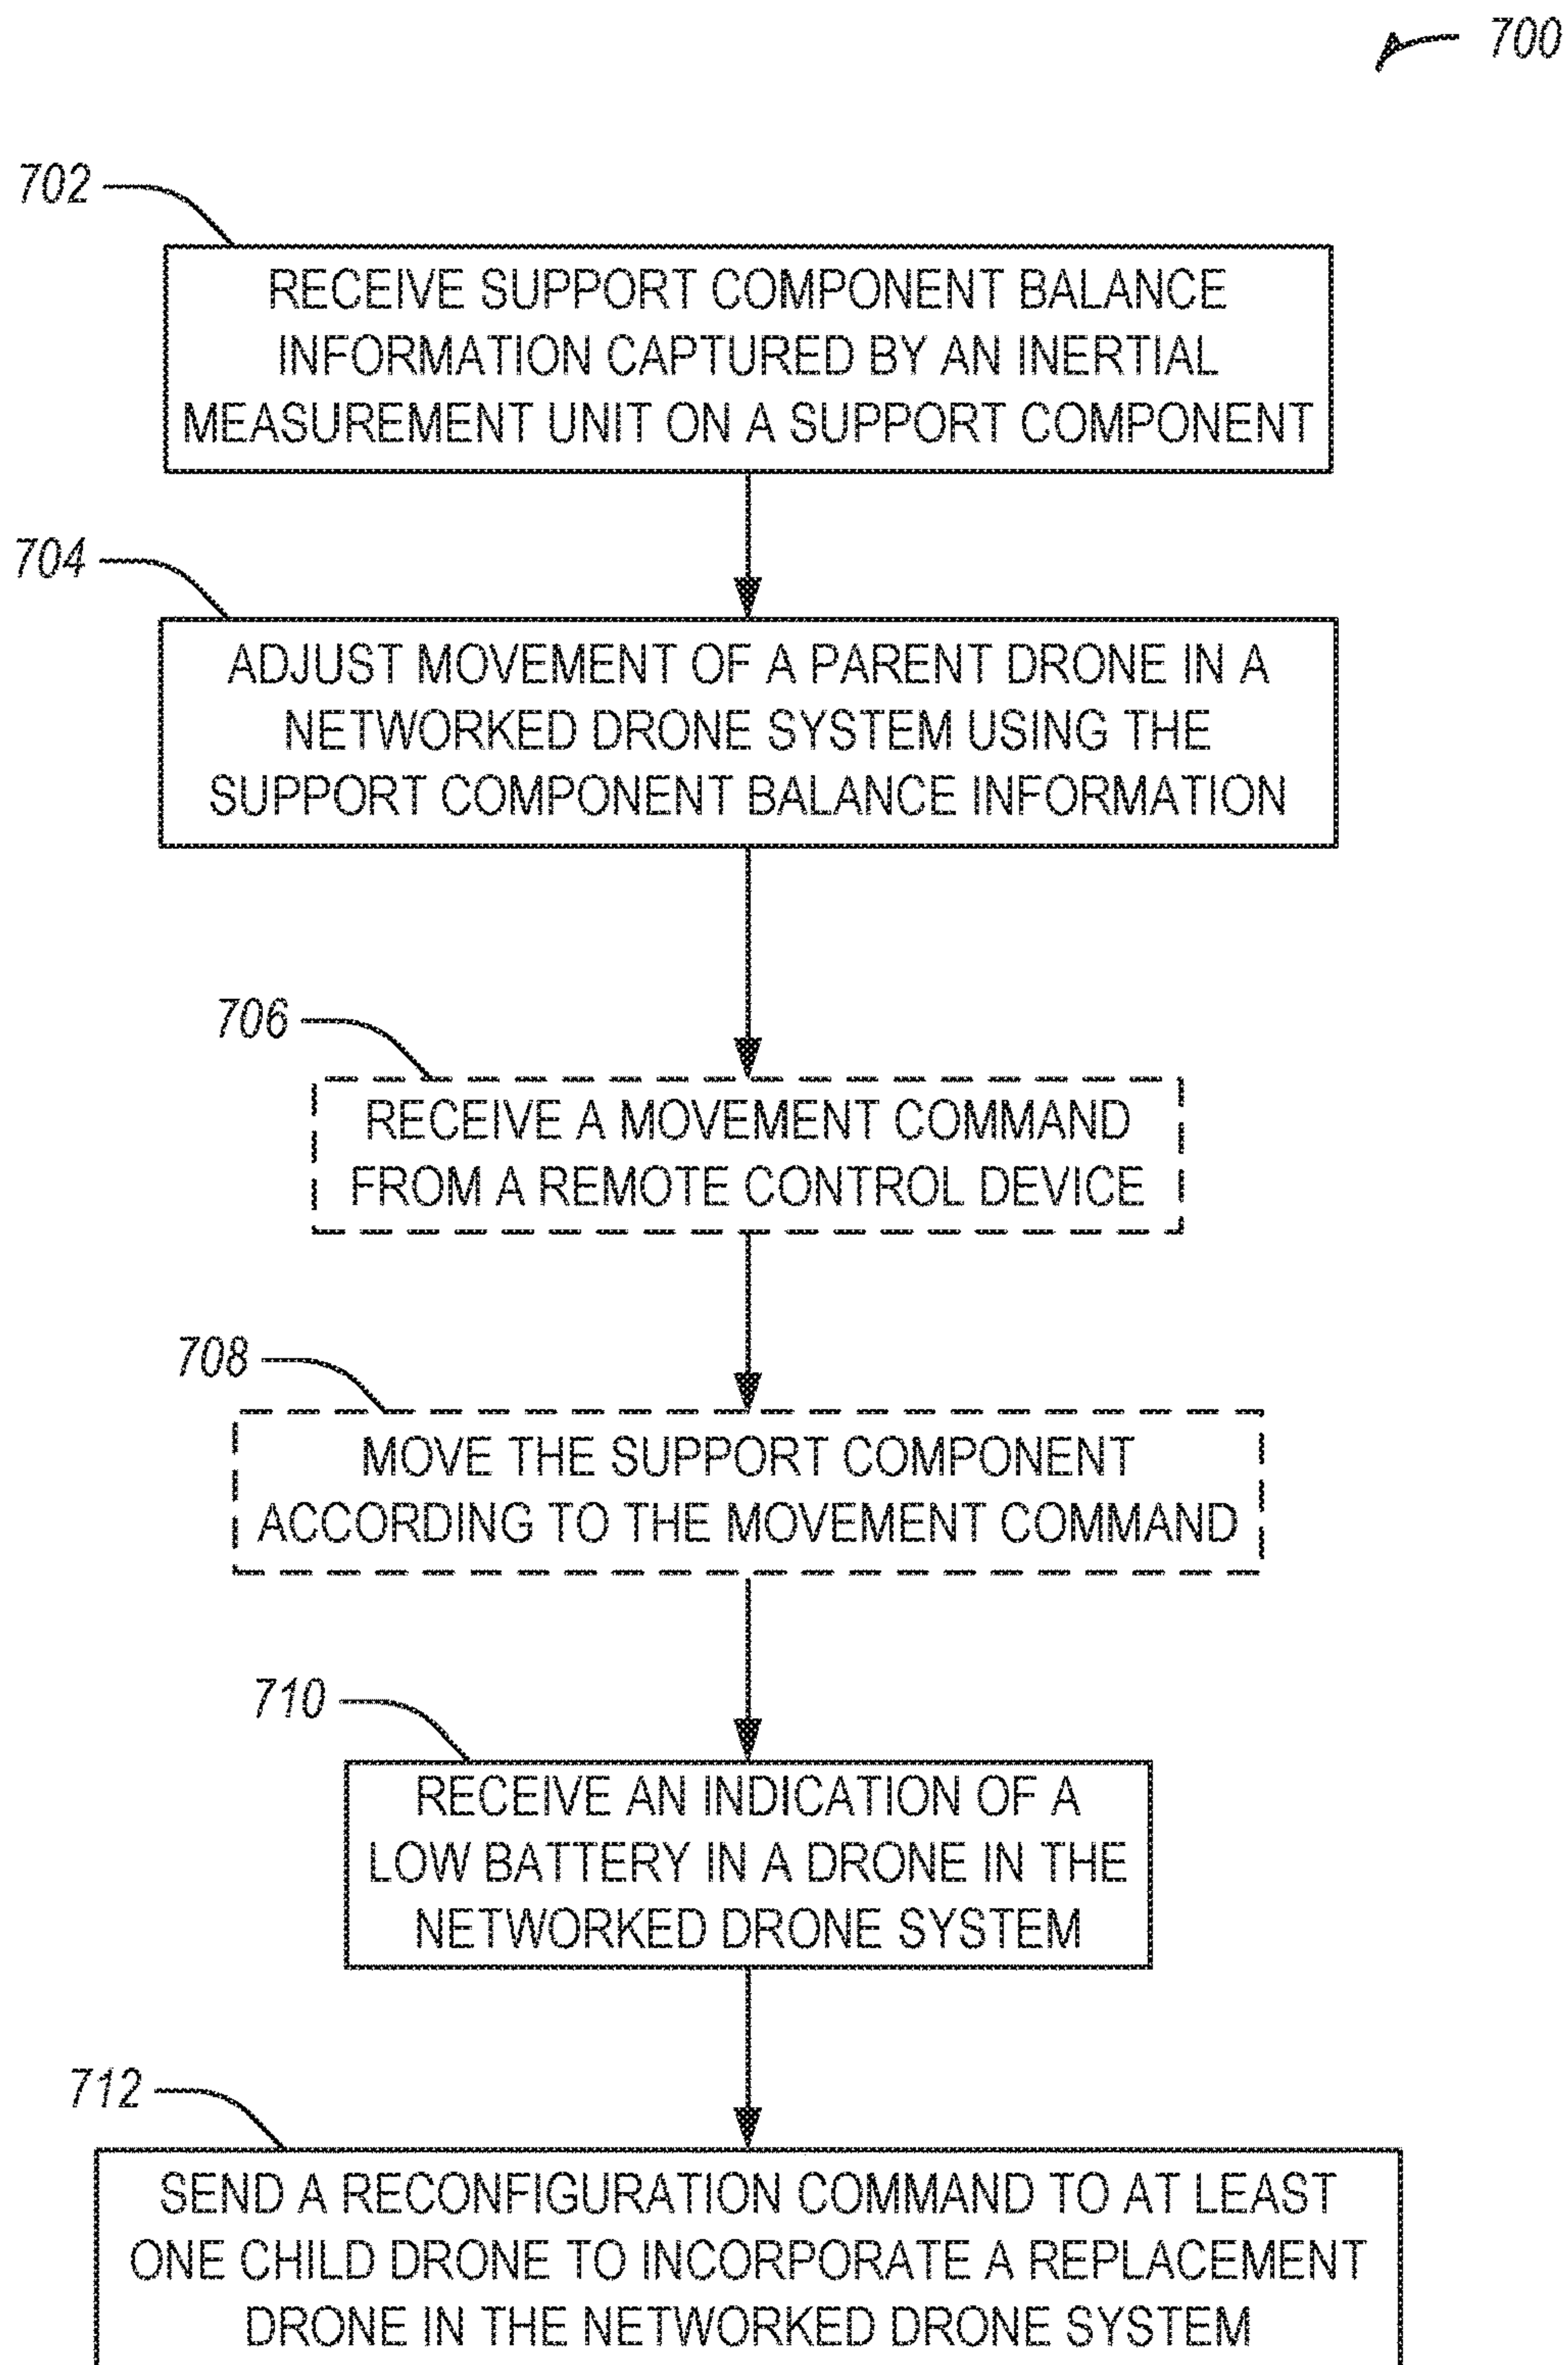 700
702
RECEIVE SUPPORT COMPONENT BALANCE
INFORMATION CAPTURED BY AN INERTIAL
MEASUREMENT UNIT ON A SUPPORT COMPONENT
704
ADJUST MOVEMENT OF A PARENT DRONE IN A
NETWORKED DRONE SYSTEM USING THE
SUPPORT COMPONENT BALANCE INFORMATION
706
RECEIVE A MOVEMENT COMMAND
FROM A REMOTE CONTROL DEVICE
708
MOVE THE SUPPORT COMPONENT
ACCORDING TO THE MOVEMENT COMMAND
710
RECEIVE AN INDICATION OF A
LOW BATTERY IN A DRONE IN THE
NETWORKED DRONE SYSTEM
712
SEND A RECONFIGURATION COMMAND TO AT LEAST
ONE CHILD DRONE TO INCORPORATE A REPLACEMENT
DRONE IN THE NETWORKED DRONE SYSTEM